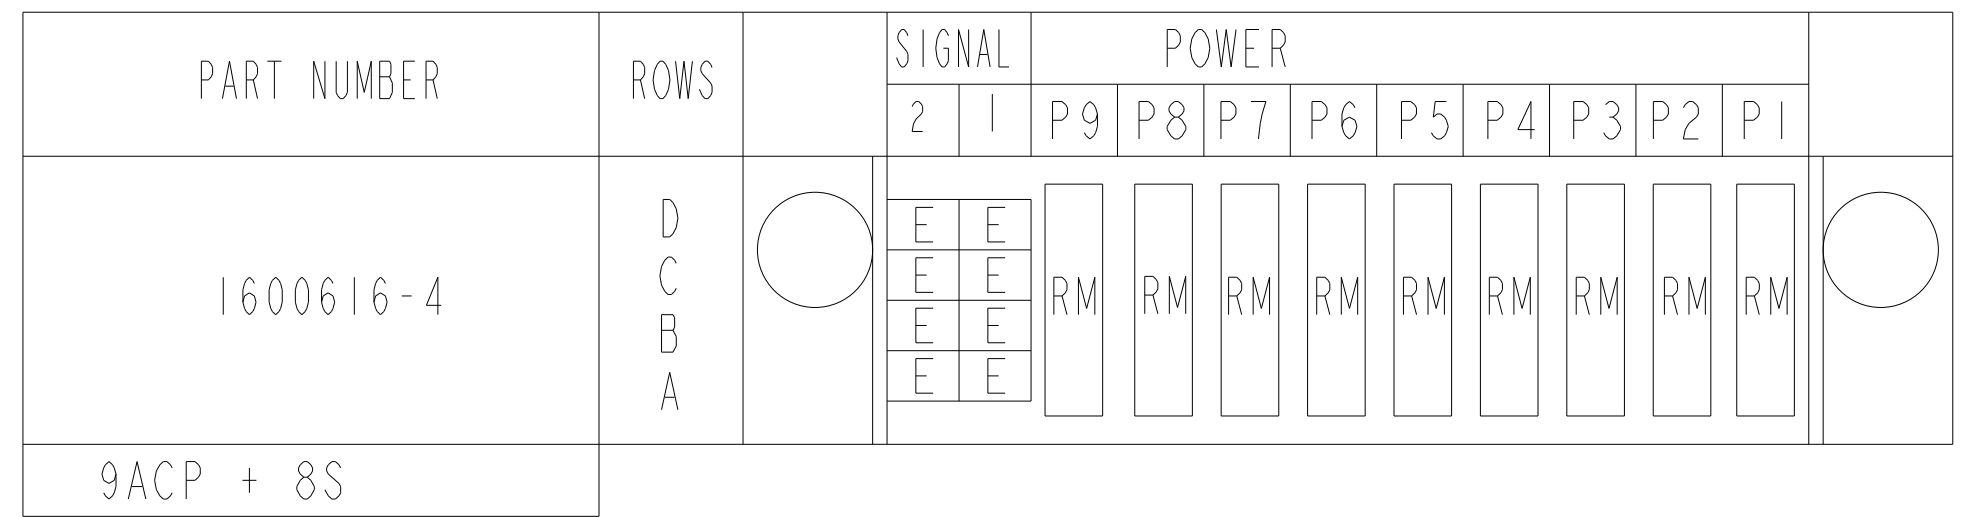 PART NUMBER ROWS SIGNAL POWER
2 1 P9 P8 P7 P6 P5 P4 P3 P2 P1
1600616-4
D E E
C E E
B E E
A E E
RM RM RM RM RM RM RM RM RM
9ACP + 8S